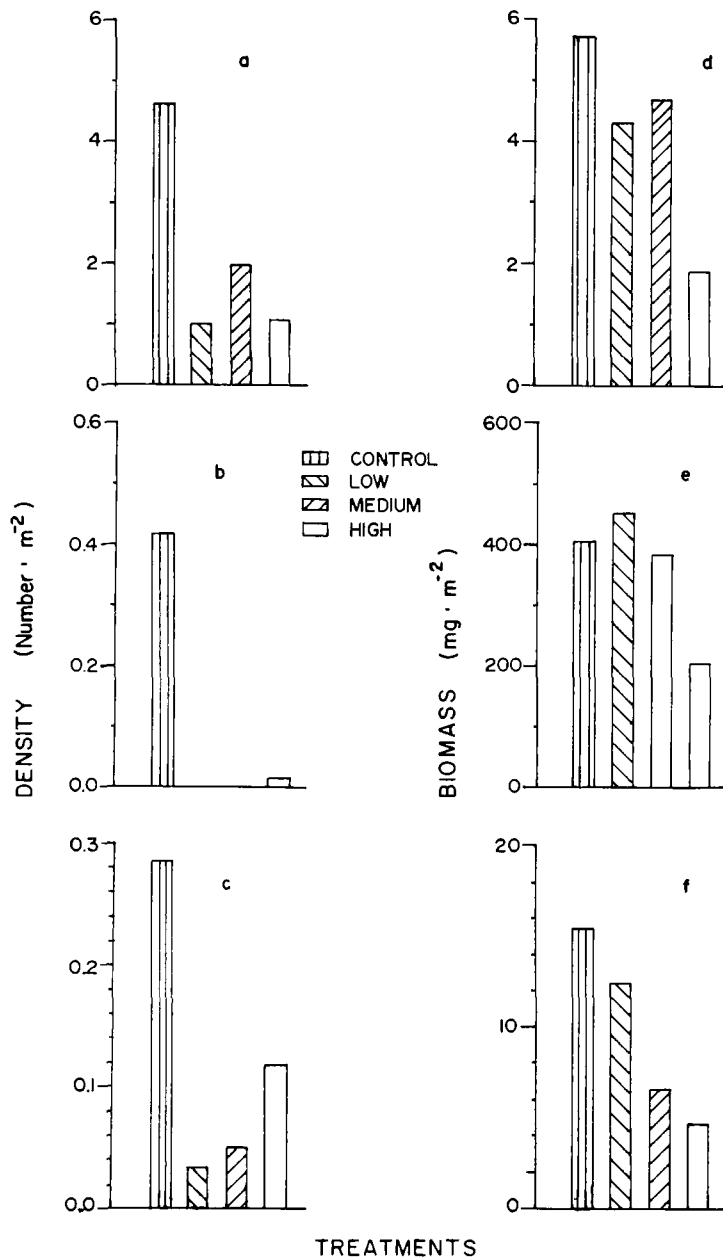 6
4
2
0
a
0.6
0.4
0.2
0.0
b
0.3
0.2
0.1
0.0
c
DENSITY (Number · m⁻²)
CONTROL
LOW
MEDIUM
HIGH
6
4
2
0
d
600
400
200
0
e
20
10
0
f
BIOMASS (mg · m⁻²)
TREATMENTS